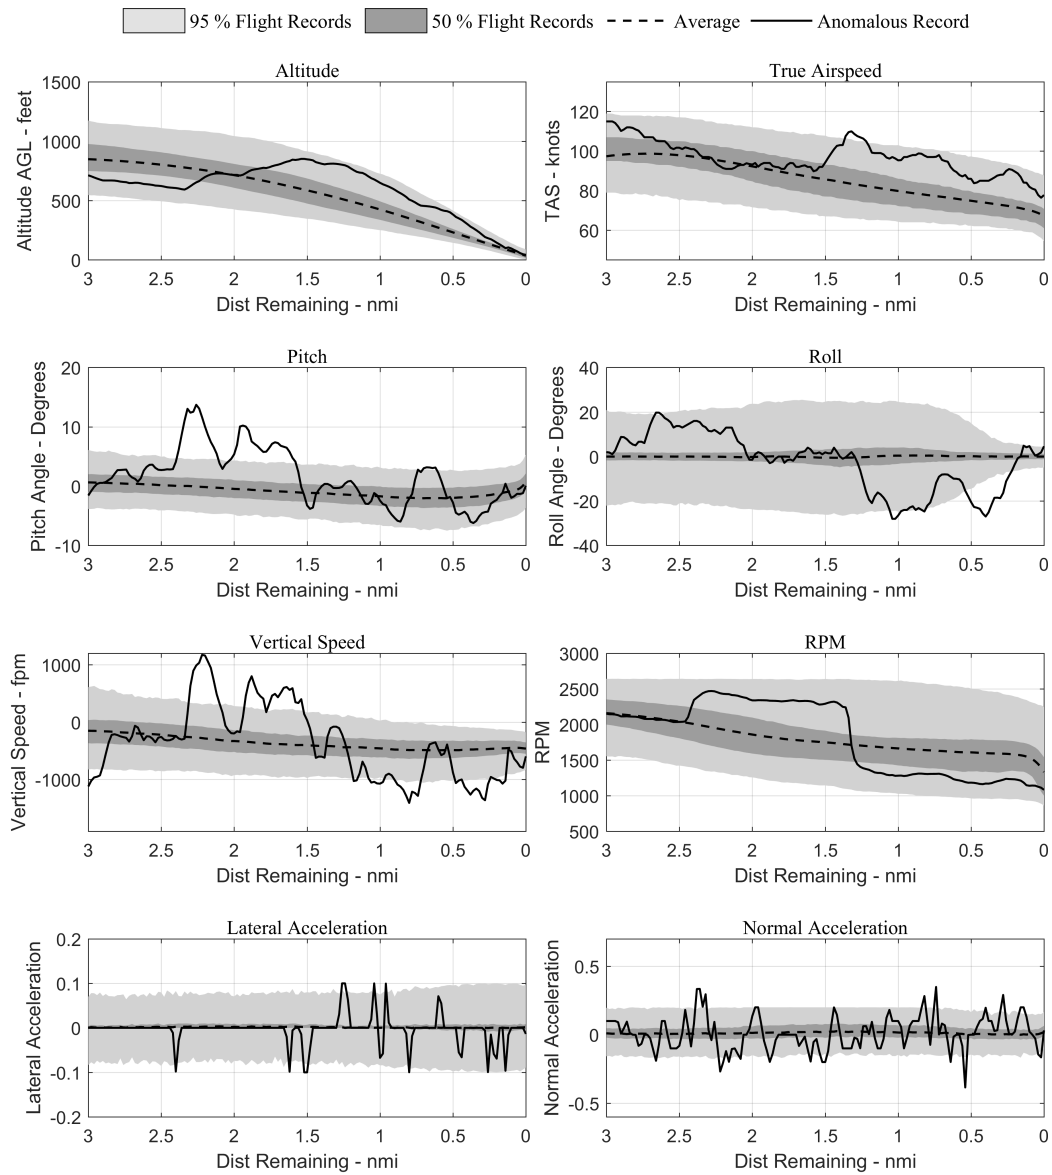 95 % Flight Records 50 % Flight Records Average Anomalous Record
Altitude
Altitude AGL - feet
1500
1000
500
0
3 2.5 2 1.5 1 0.5 0
Dist Remaining - nmi
True Airspeed
TAS - knots
120
100
80
60
3 2.5 2 1.5 1 0.5 0
Dist Remaining - nmi
Pitch
Pitch Angle - Degrees
20
10
0
-10
3 2.5 2 1.5 1 0.5 0
Dist Remaining - nmi
Roll
Roll Angle - Degrees
40
20
0
-20
-40
3 2.5 2 1.5 1 0.5 0
Dist Remaining - nmi
Vertical Speed
Vertical Speed - fpm
1000
0
-1000
3 2.5 2 1.5 1 0.5 0
Dist Remaining - nmi
RPM
RPM
3000
2500
2000
1500
1000
500
3 2.5 2 1.5 1 0.5 0
Dist Remaining - nmi
Lateral Acceleration
Lateral Acceleration
0.2
0.1
0
-0.1
-0.2
3 2.5 2 1.5 1 0.5 0
Dist Remaining - nmi
Normal Acceleration
Normal Acceleration
0.5
0
-0.5
3 2.5 2 1.5 1 0.5 0
Dist Remaining - nmi